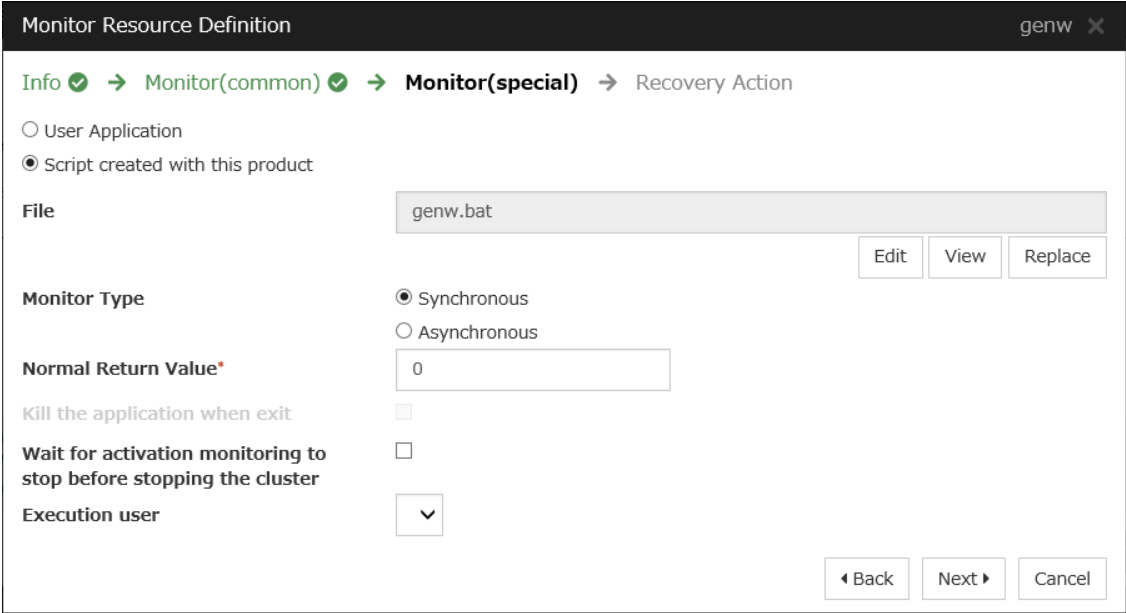 Monitor Resource Definition genw
Info → Monitor(common) → Monitor(special) → Recovery Action
User Application
Script created with this product
File genw.bat
Edit View Replace
Monitor Type Synchronous
Asynchronous
Normal Return Value* 0
Kill the application when exit
Wait for activation monitoring to
stop before stopping the cluster
Execution user
Back Next Cancel